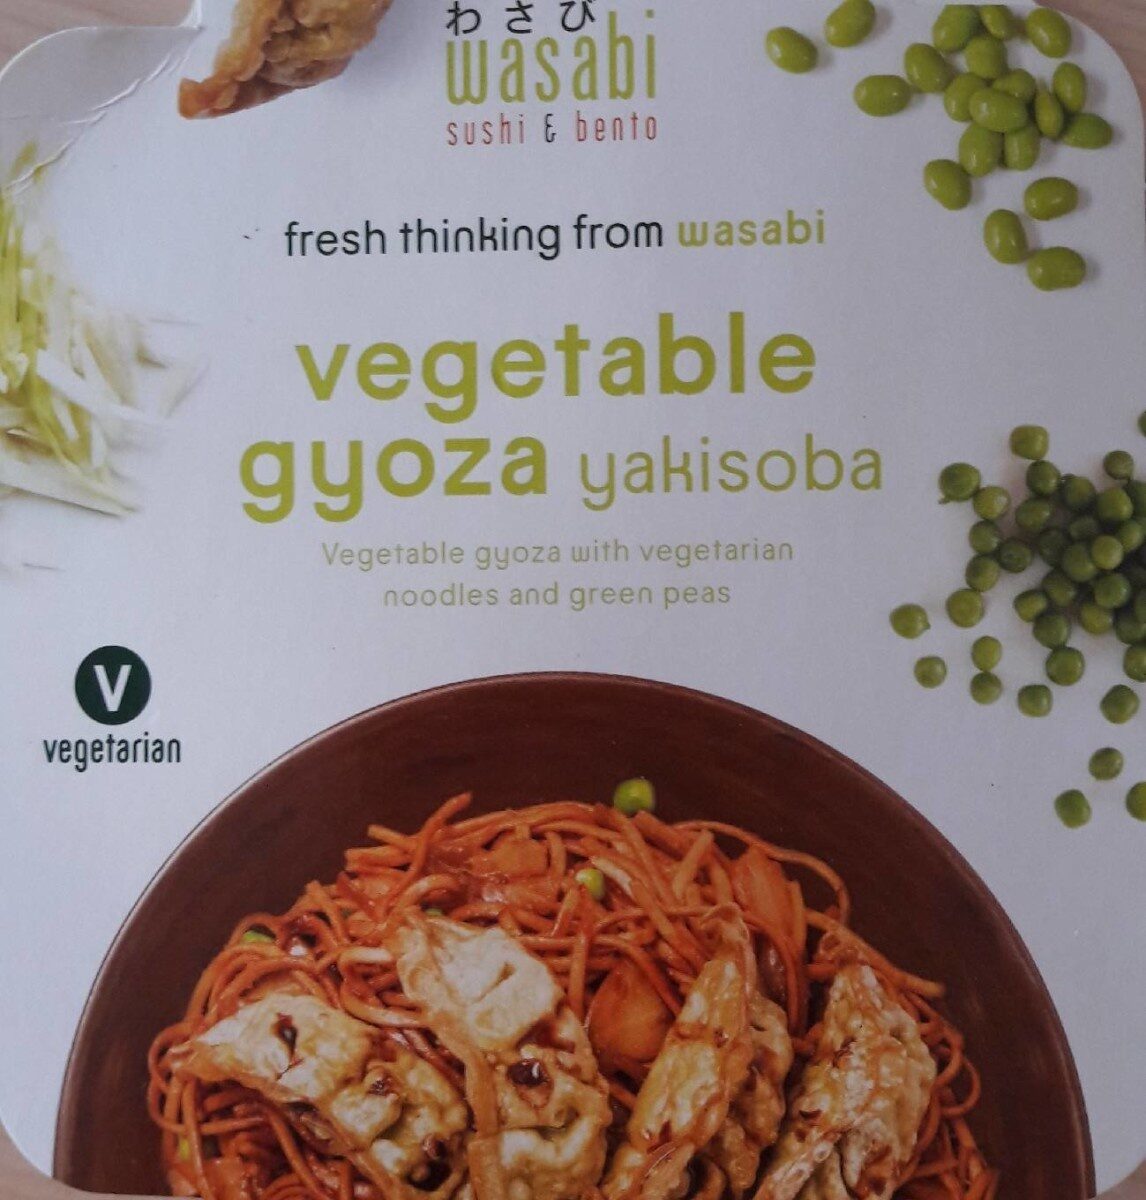 わさび
wasabi
sushi & bento
fresh thinking from wasabi
vegetable
gyoza yakisoba
Vegetable gyoza with vegetarian
noodles and green peas
V
vegetarian